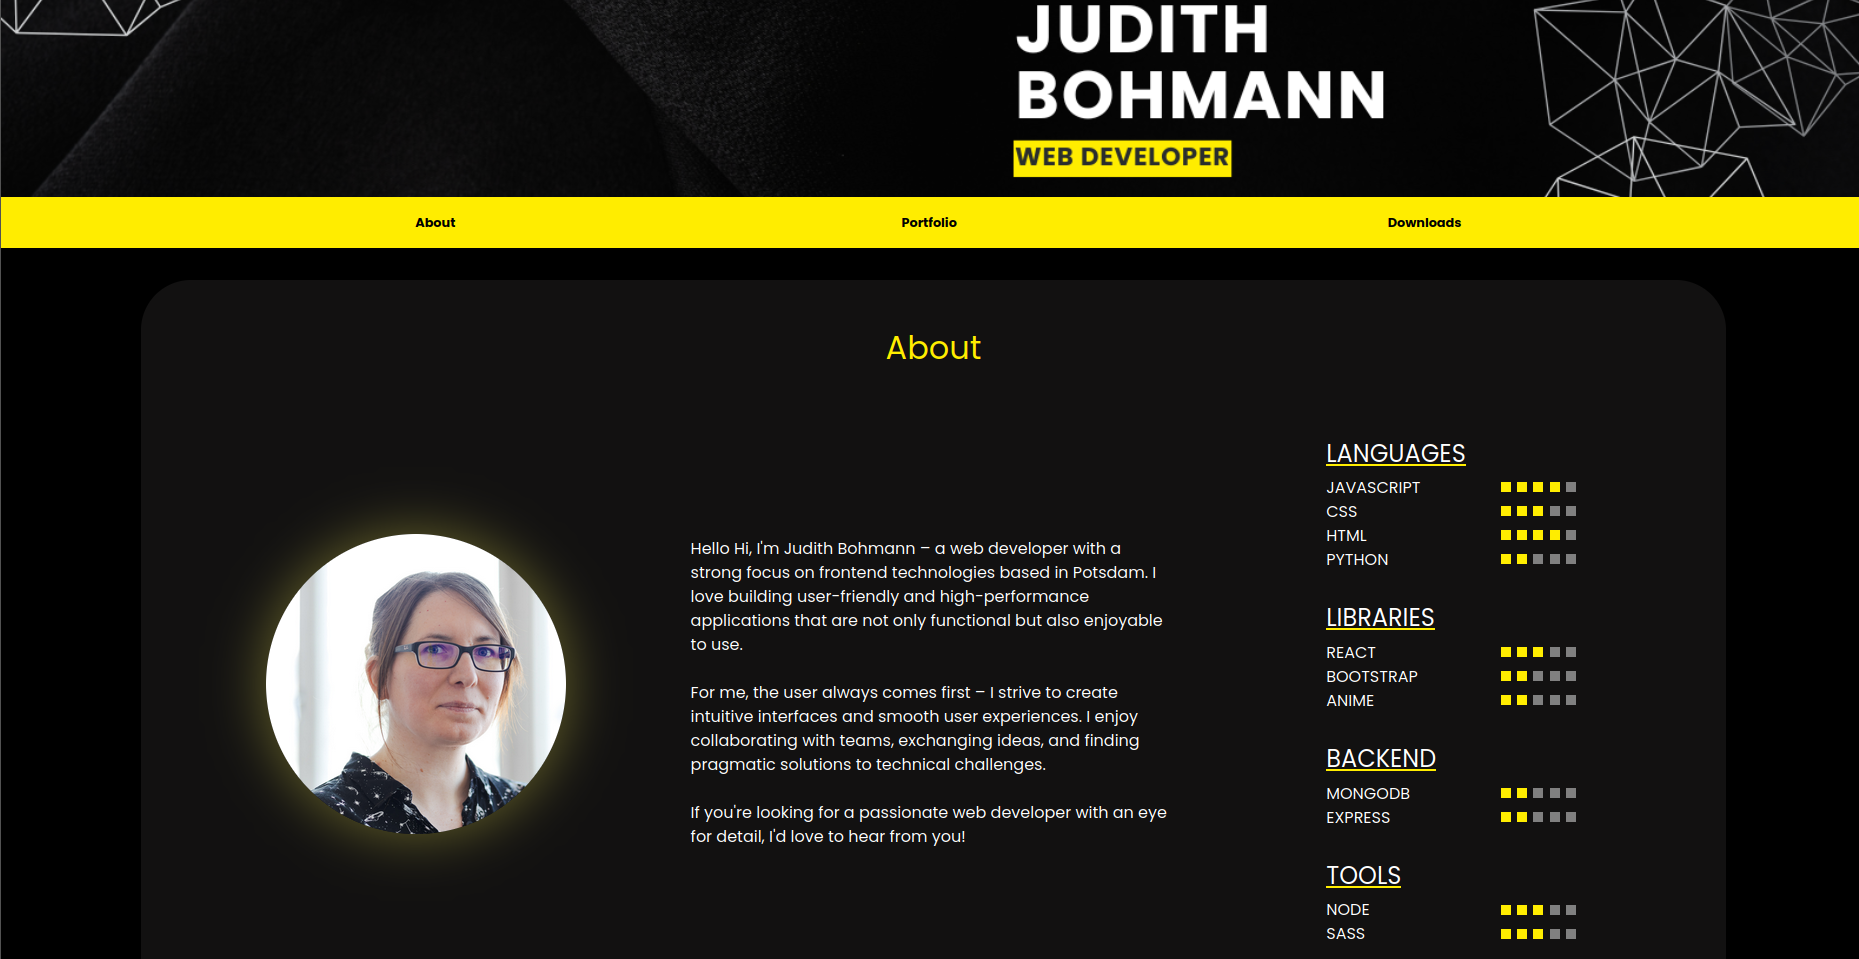 JUDITH
BOHMANN
WEB DEVELOPER
About
Portfolio
Downloads
About
Hello Hi, I'm Judith Bohmann – a web developer with a
strong focus on frontend technologies based in Potsdam. I
love building user-friendly and high-performance
applications that are not only functional but also enjoyable
to use.
For me, the user always comes first – I strive to create
intuitive interfaces and smooth user experiences. I enjoy
collaborating with teams, exchanging ideas, and finding
pragmatic solutions to technical challenges.
If you're looking for a passionate web developer with an eye
for detail, I'd love to hear from you!
LANGUAGES
JAVASCRIPT
CSS
HTML
PYTHON
LIBRARIES
REACT
BOOTSTRAP
ANIME
BACKEND
MONGODB
EXPRESS
TOOLS
NODE
SASS